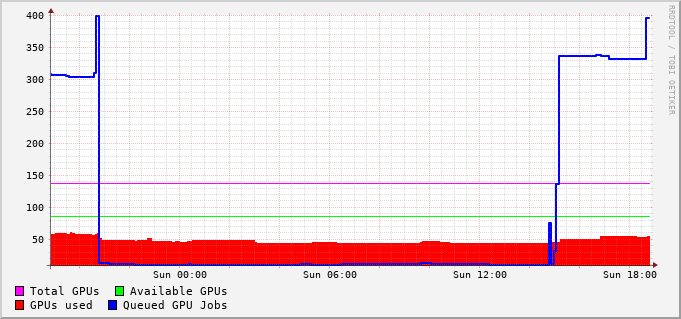 400
350
300
250
200
150
100
50
Sun 00:00 Sun 06:00 Sun 12:00 Sun 18:00
Total GPUs Available GPUs
GPUs used Queued GPU Jobs
RRDTOOL / TOBI OETIKER